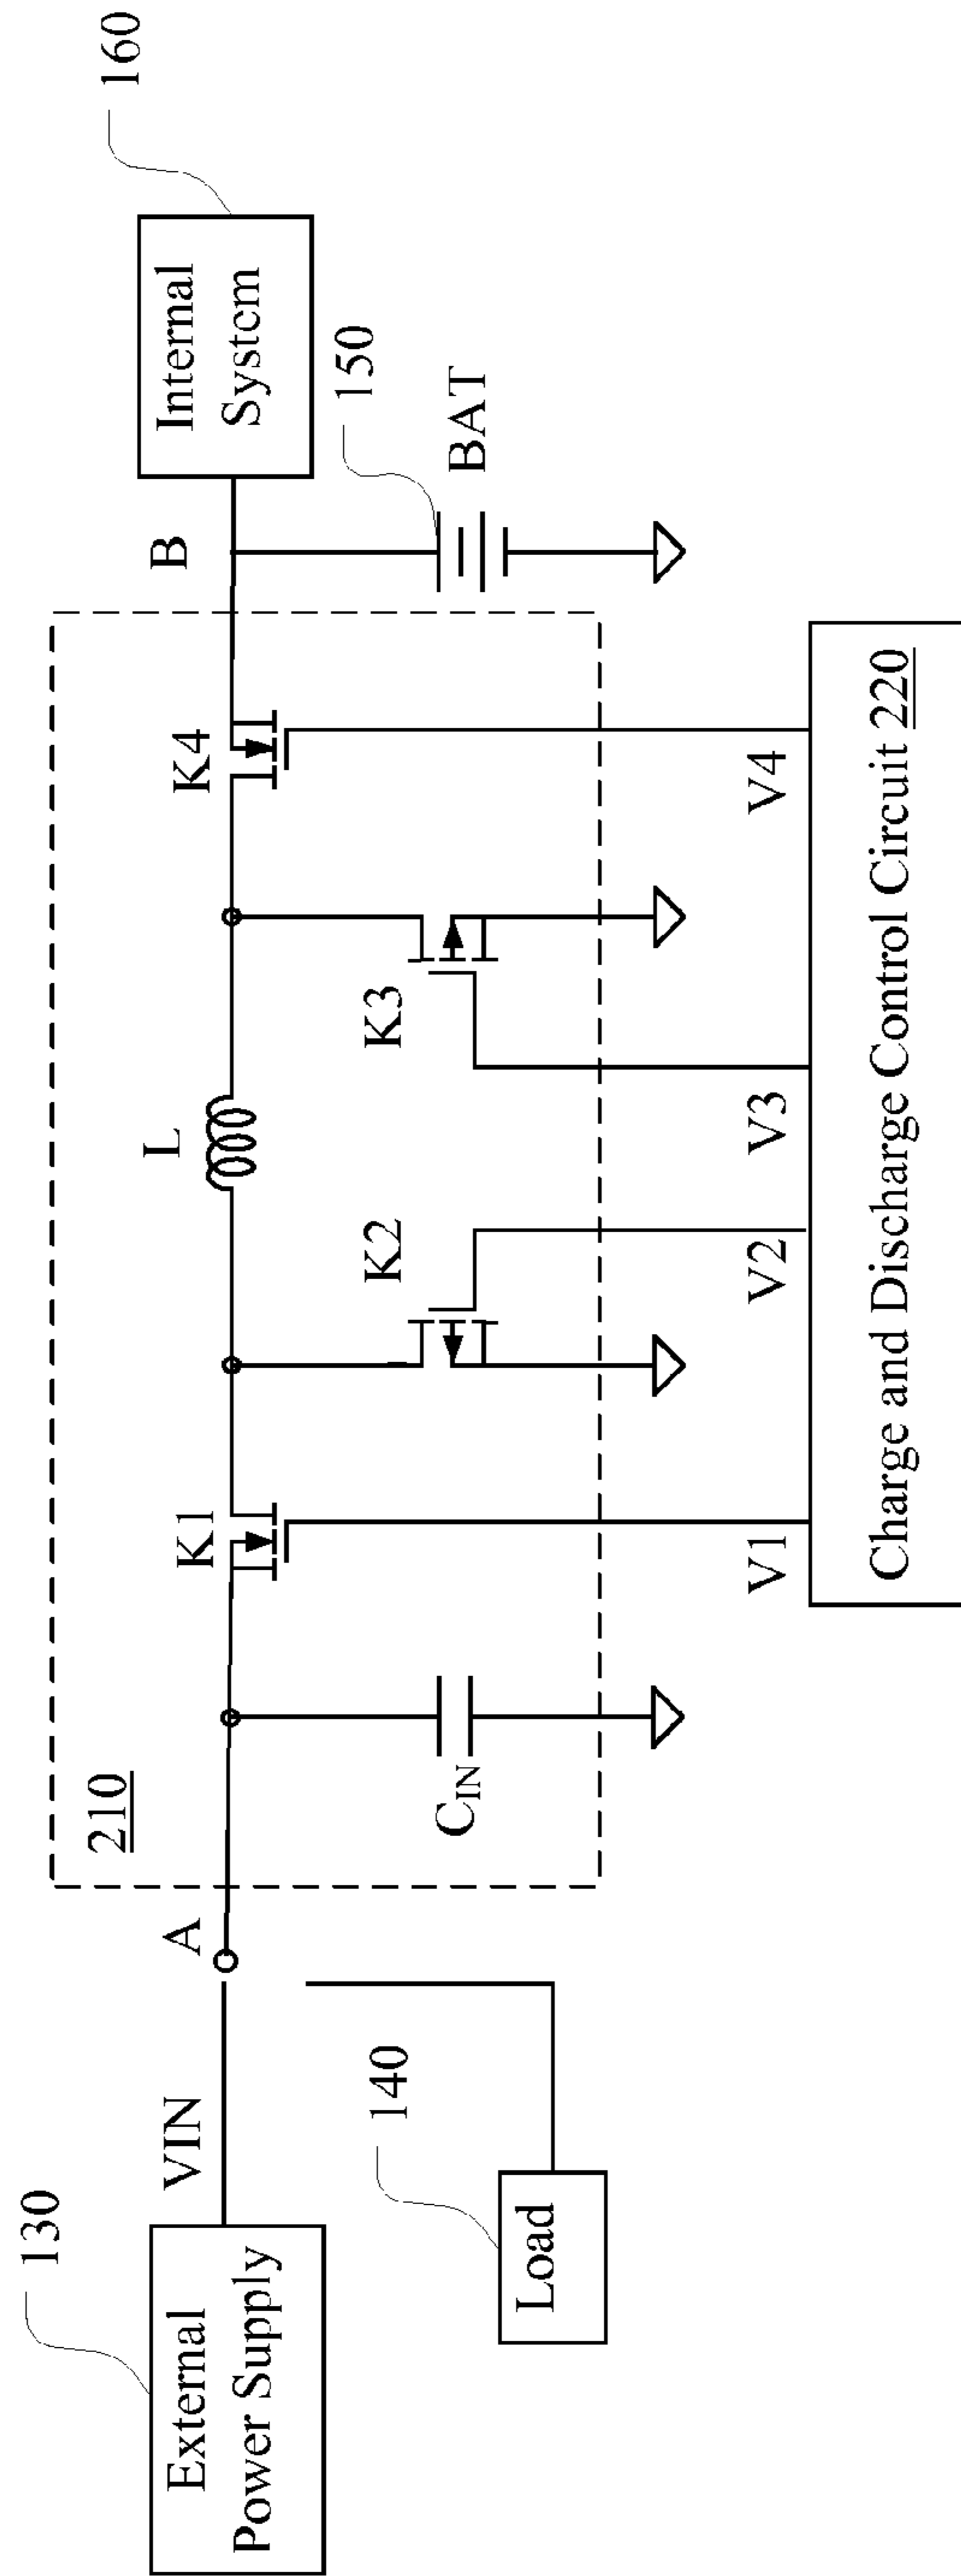 130
External
Power Supply
VIN
140
Load
A
210
C_IN
K1
K2
L
K3
K4
B
150
BAT
160
Internal
System
V1
V2
V3
V4
Charge and Discharge Control Circuit 220